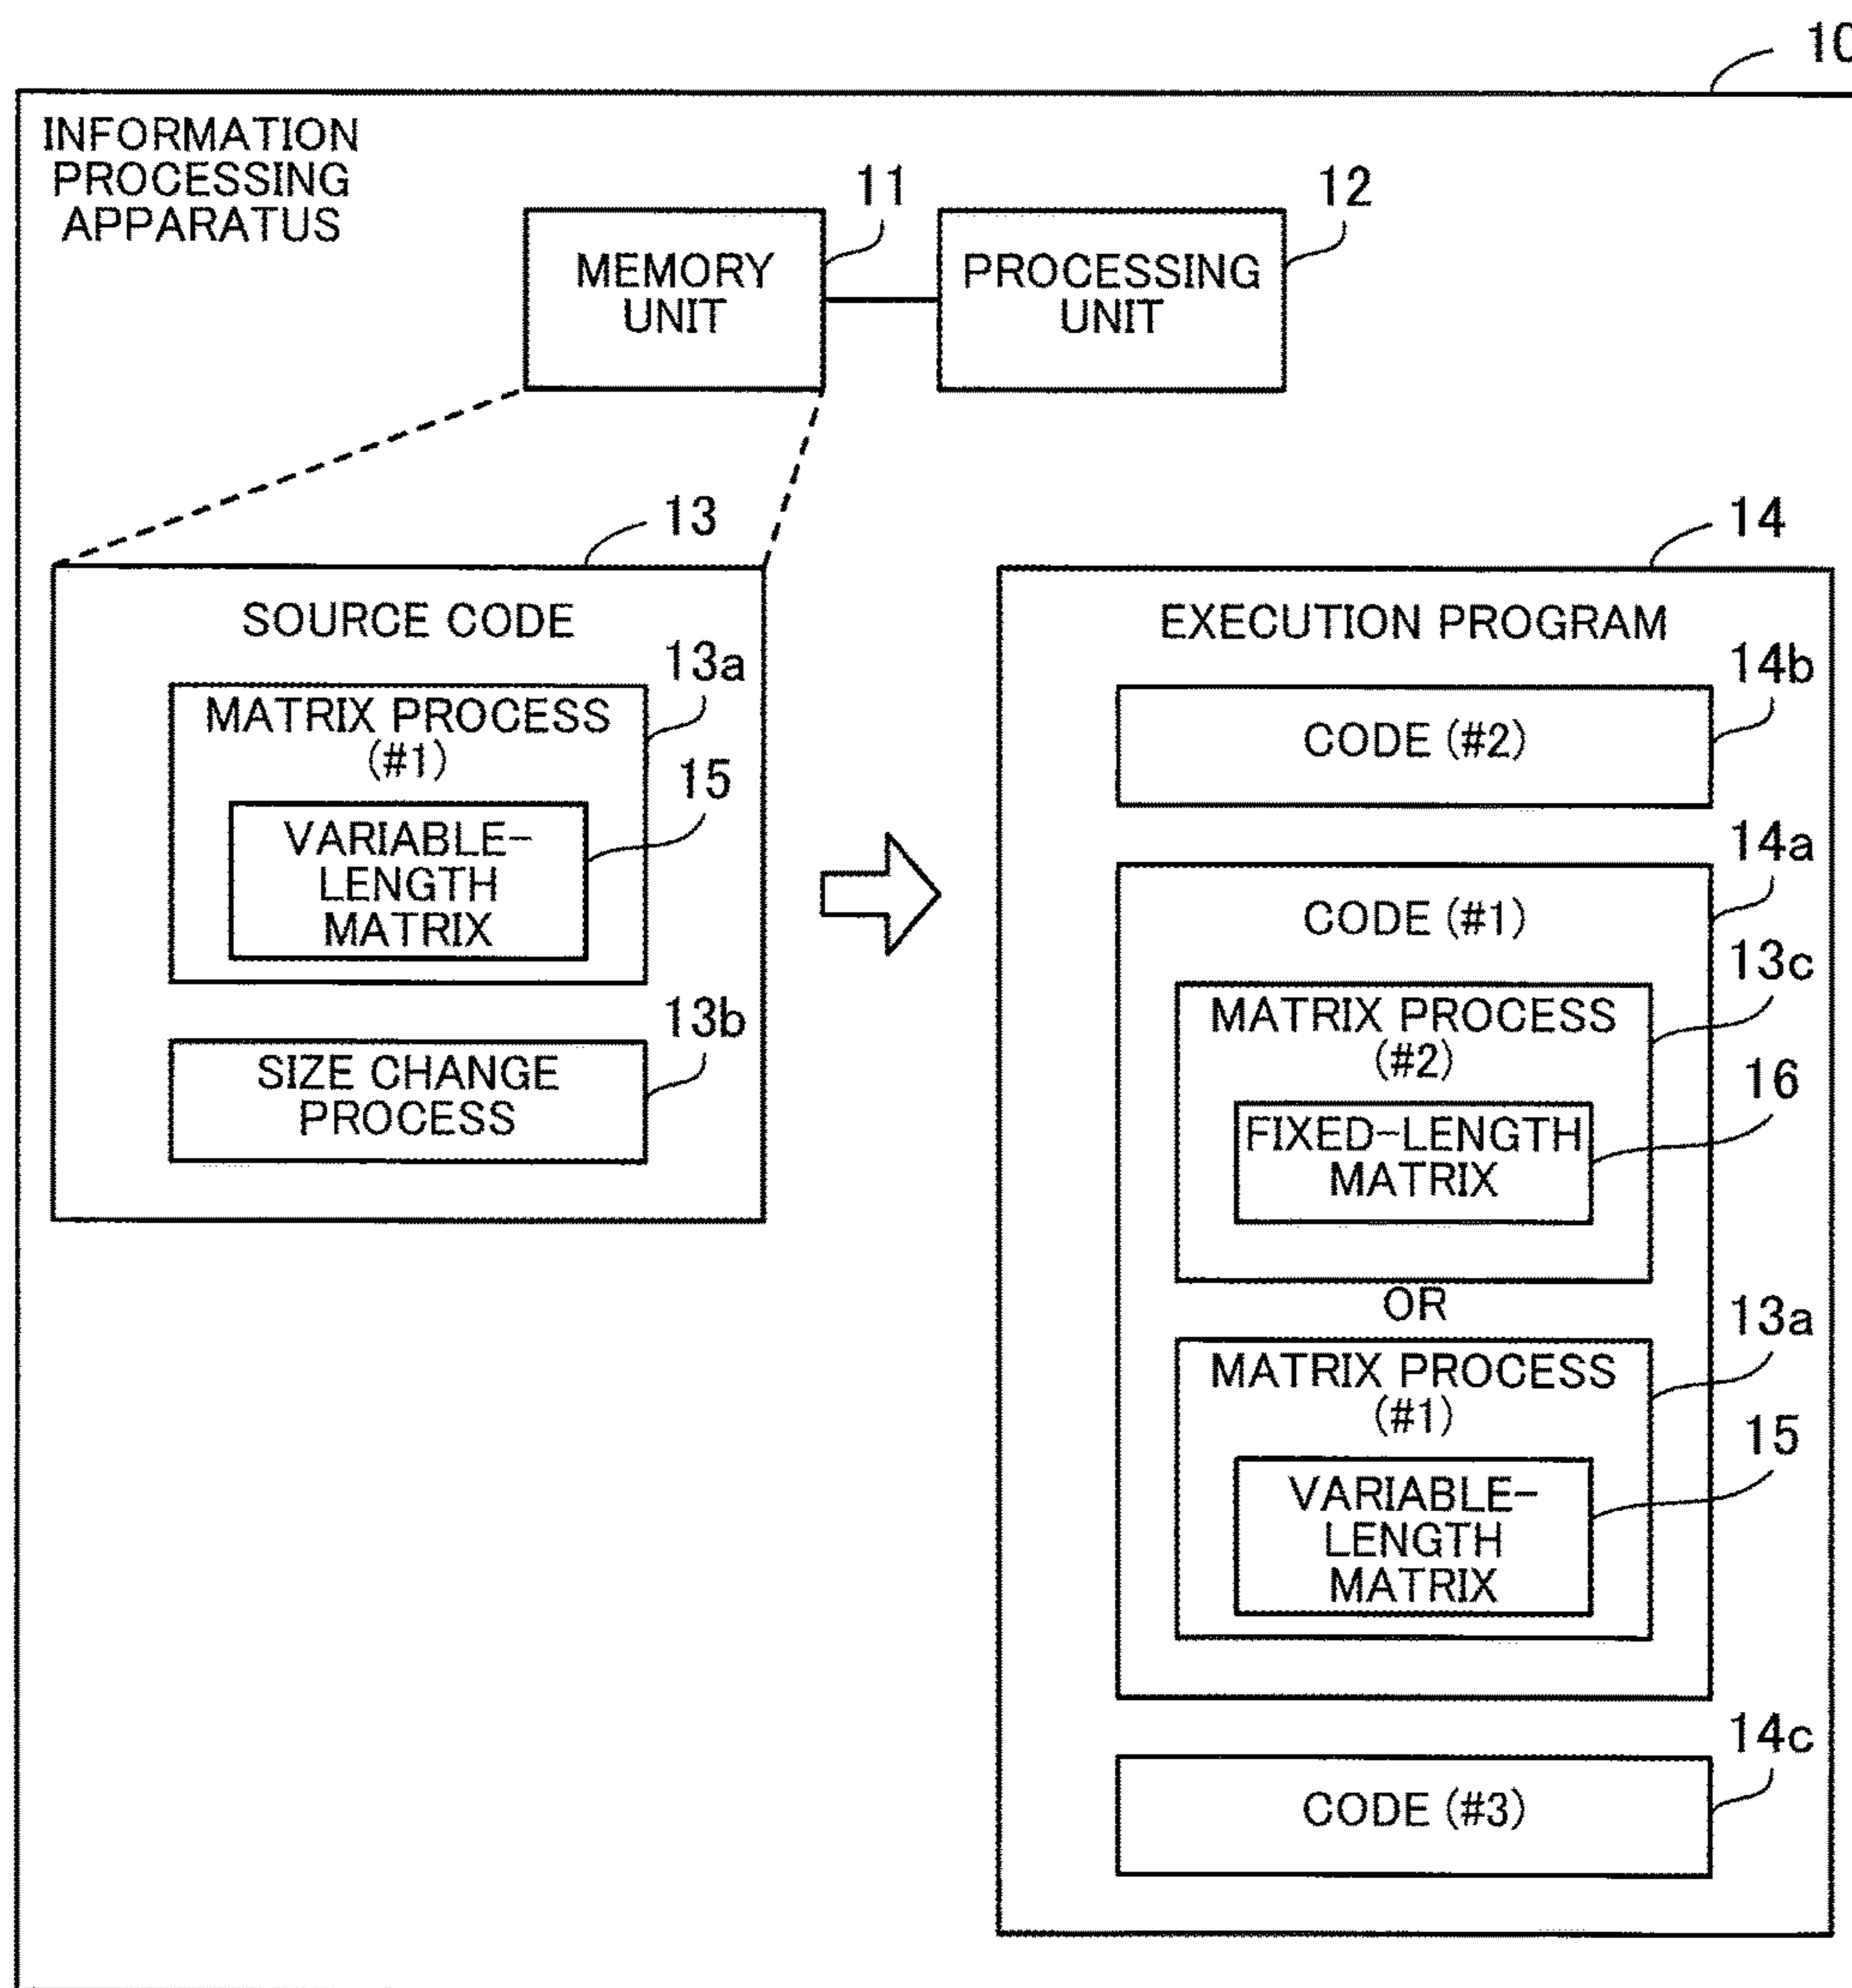 10
INFORMATION
PROCESSING
APPARATUS
11
12
MEMORY
UNIT
PROCESSING
UNIT
13
SOURCE CODE
13a
MATRIX PROCESS
(#1)
15
VARIABLE-
LENGTH
MATRIX
13b
SIZE CHANGE
PROCESS
14
EXECUTION PROGRAM
14b
CODE (#2)
14a
CODE (#1)
13c
MATRIX PROCESS
(#2)
16
FIXED-LENGTH
MATRIX
OR
13a
MATRIX PROCESS
(#1)
15
VARIABLE-
LENGTH
MATRIX
14c
CODE (#3)